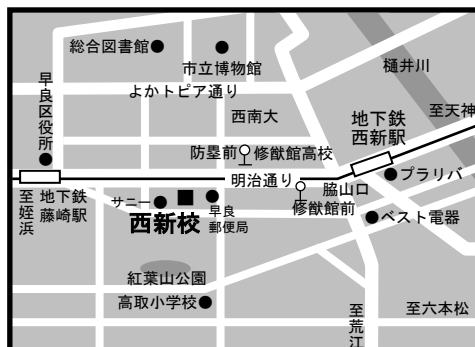 総合図書館
市立博物館
樋井川
よかトピア通り
早良区役所
西南大
地下鉄
西新駅
至天神
防塁前
修猷館高校
明治通り
プラリバ
脇山口
地下鉄
藤崎駅
至姪浜
サニー
西新校
早良
郵便局
修猷館前
ベスト電器
紅葉山公園
高取小学校
至荒江
至六本松